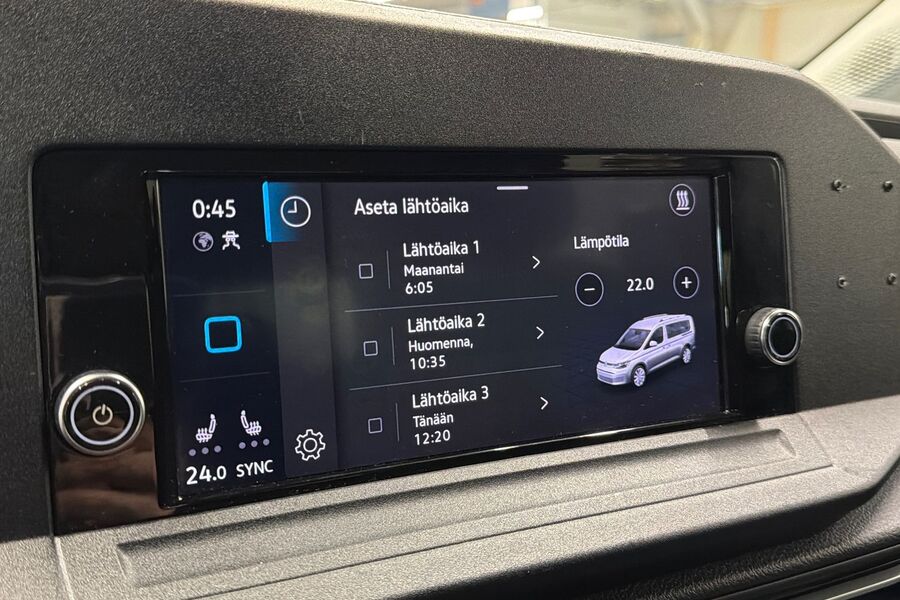 0:45
Aseta lähtöaika
Lähtöaika 1
Maanantai
6:05
Lähtöaika 2
Huomenna,
10:35
Lähtöaika 3
Tänään
12:20
Lämpötila
22.0
24.0 SYNC